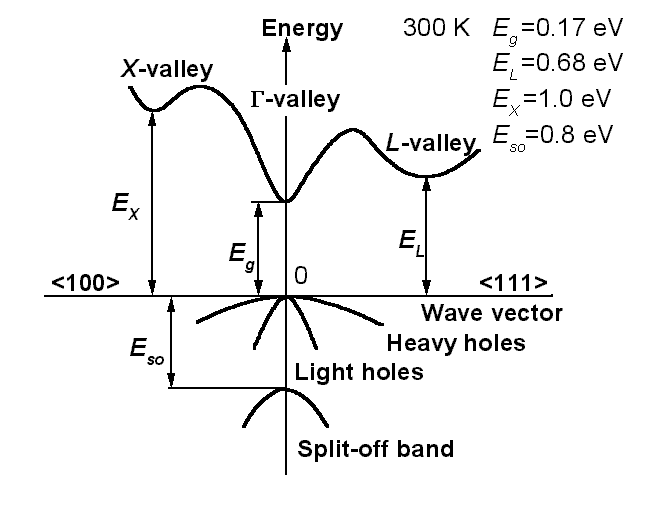 Energy
300 K E_g=0.17 eV
E_L=0.68 eV
E_X=1.0 eV
E_so=0.8 eV
X-valley
Γ-valley
L-valley
E_X
E_g
E_L
0
<100>
<111>
Wave vector
Heavy holes
E_so
Light holes
Split-off band